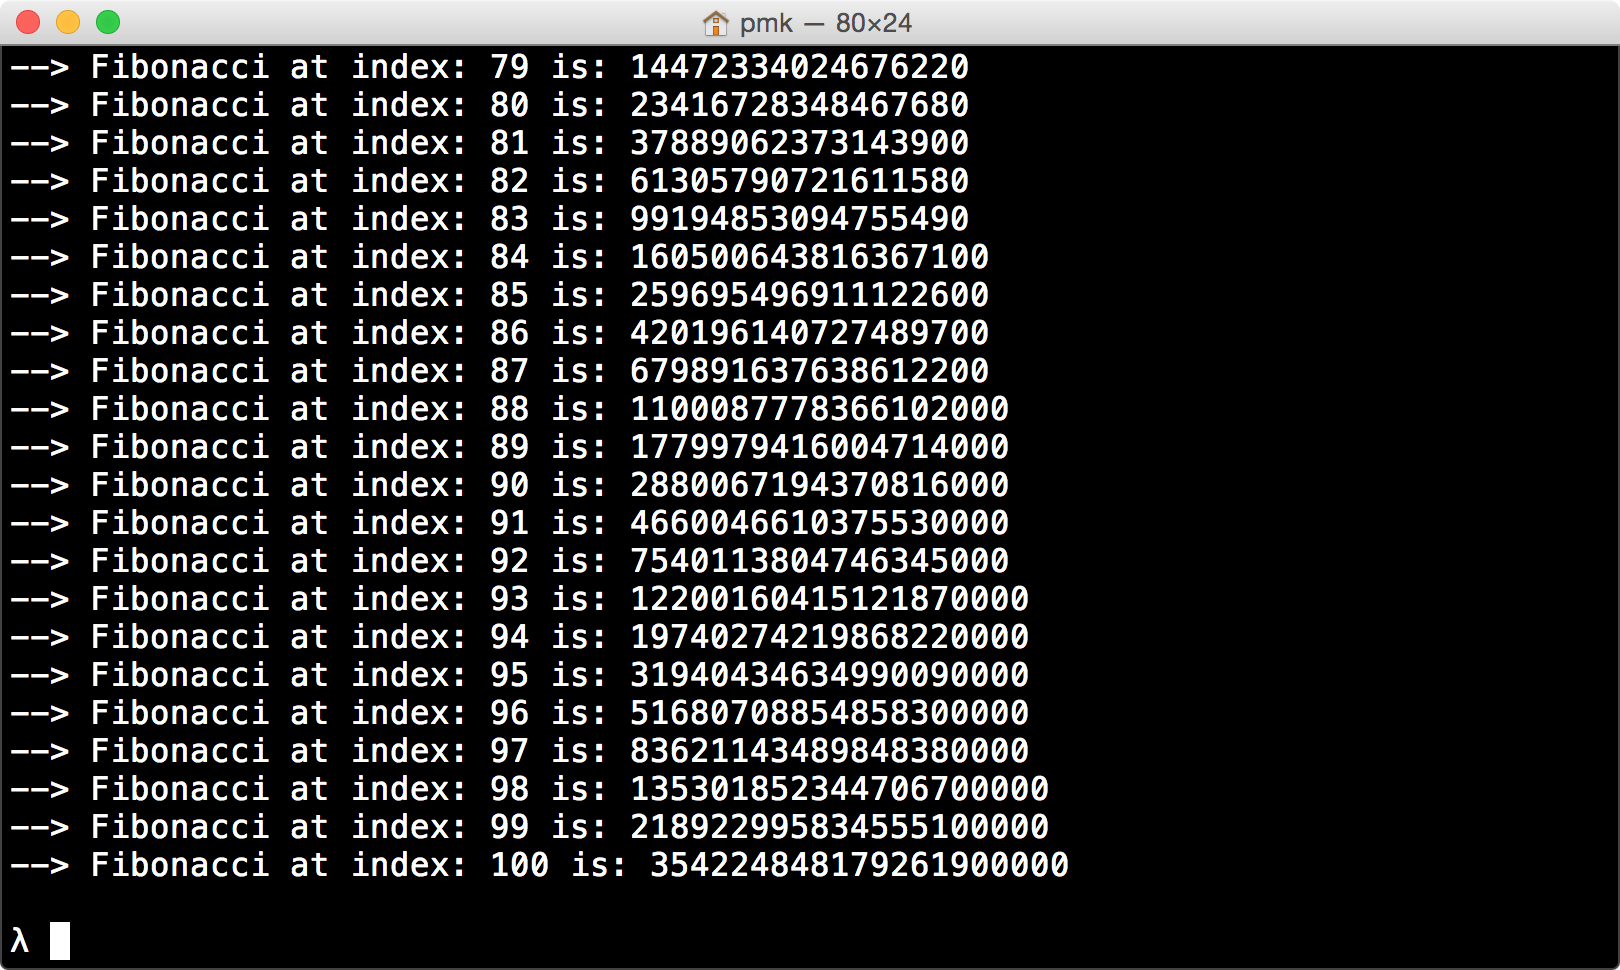 pmk — 80×24
--> Fibonacci at index: 79 is: 14472334024676220
--> Fibonacci at index: 80 is: 23416728348467680
--> Fibonacci at index: 81 is: 37889062373143900
--> Fibonacci at index: 82 is: 61305790721611580
--> Fibonacci at index: 83 is: 99194853094755490
--> Fibonacci at index: 84 is: 160500643816367100
--> Fibonacci at index: 85 is: 259695496911122600
--> Fibonacci at index: 86 is: 420196140727489700
--> Fibonacci at index: 87 is: 679891637638612200
--> Fibonacci at index: 88 is: 1100087778366102000
--> Fibonacci at index: 89 is: 1779979416004714000
--> Fibonacci at index: 90 is: 2880067194370816000
--> Fibonacci at index: 91 is: 4660046610375530000
--> Fibonacci at index: 92 is: 7540113804746345000
--> Fibonacci at index: 93 is: 12200160415121870000
--> Fibonacci at index: 94 is: 19740274219868220000
--> Fibonacci at index: 95 is: 31940434634990090000
--> Fibonacci at index: 96 is: 51680708854858300000
--> Fibonacci at index: 97 is: 83621143489848380000
--> Fibonacci at index: 98 is: 135301852344706700000
--> Fibonacci at index: 99 is: 218922995834555100000
--> Fibonacci at index: 100 is: 354224848179261900000
λ